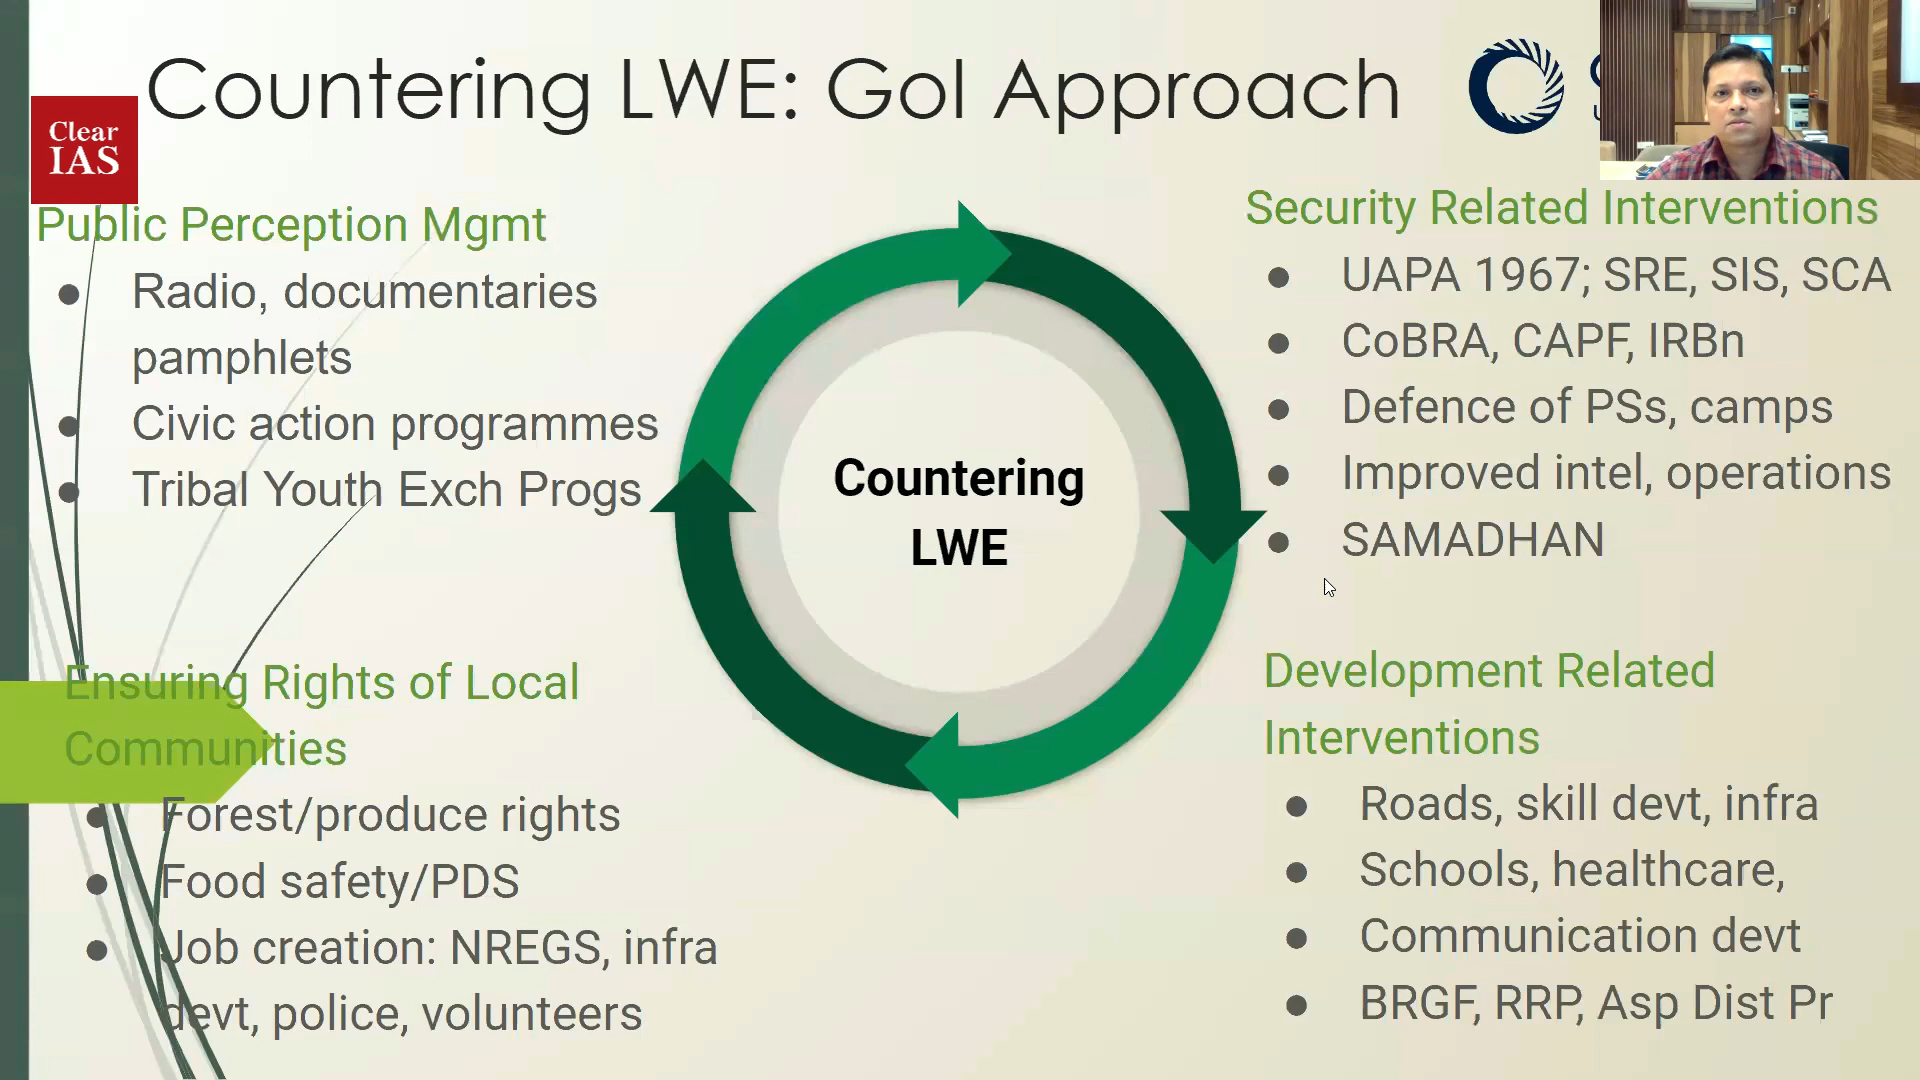 Countering LWE: GoI Approach
Clear
IAS
Public Perception Mgmt
● Radio, documentaries
pamphlets
● Civic action programmes
● Tribal Youth Exch Progs
Security Related Interventions
● UAPA 1967; SRE, SIS, SCA
● CoBRA, CAPF, IRBn
● Defence of PSs, camps
● Improved intel, operations
● SAMADHAN
Countering
LWE
Ensuring Rights of Local
Communities
● Forest/produce rights
● Food safety/PDS
● Job creation: NREGS, infra
devt, police, volunteers
Development Related
Interventions
● Roads, skill devt, infra
● Schools, healthcare,
● Communication devt
● BRGF, RRP, Asp Dist Pr